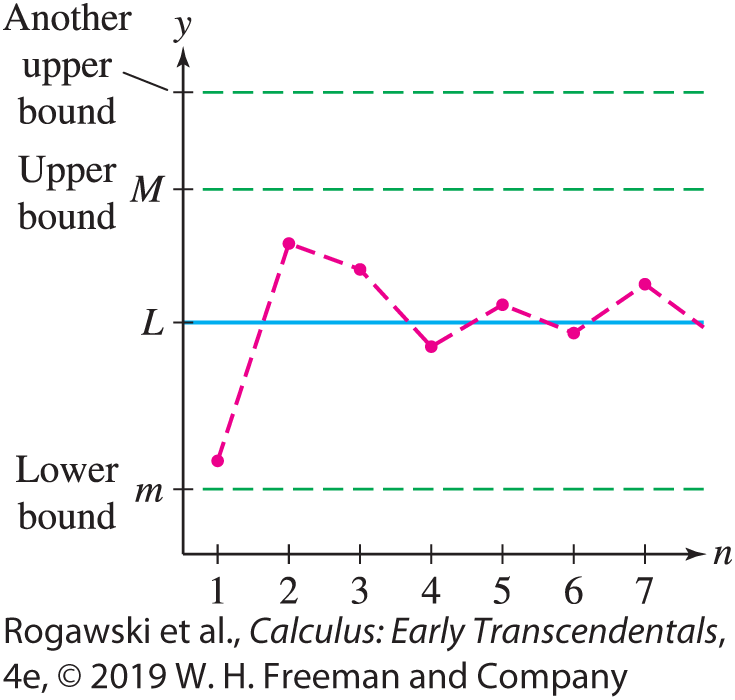 Another
upper
bound
y
Upper
bound
M
L
Lower
bound
m
n
1 2 3 4 5 6 7
Rogawski et al., Calculus: Early Transcendentals,
4e, © 2019 W. H. Freeman and Company